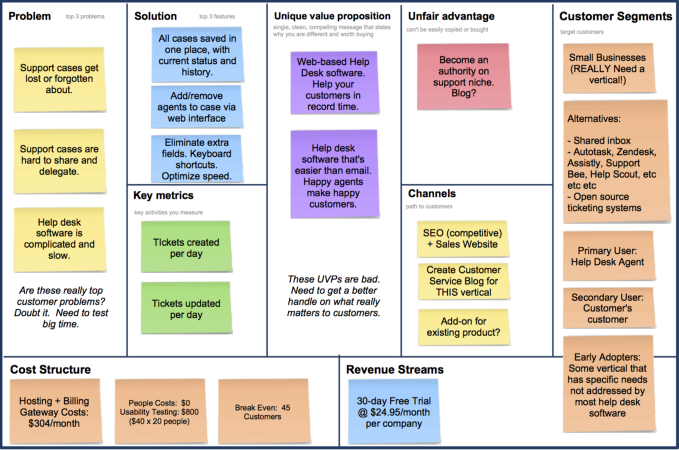 Problem
top 3 problems
Support cases get
lost or forgotten
about.
Support cases are
hard to share and
delegate.
Help desk
software is
complicated and
slow.
Are these really top
customer problems?
Doubt it. Need to test
big time.
Solution
top 3 features
All cases saved in
one place, with
current status and
history.
Add/remove
agents to case via
web interface
Eliminate extra
fields. Keyboard
shortcuts.
Optimize speed.
Key metrics
key activities you measure
TIckets created
per day
Tickets updated
per day
Unique value proposition
single, clean, compelling message that states
why you are different and worth buying
Web-based Help
Desk software.
Help your
customers in
record time.
Help desk
software that's
easier than email.
Happy agents
make happy
customers.
These UVPs are bad.
Need to get a better
handle on what really
matters to customers.
Unfair advantage
can't be easily copied or bought
Become an
authority on
support niche.
Blog?
Channels
path to customers
SEO (competitive)
+ Sales Website
Create Customer
Service Blog for
THIS vertical
Add-on for
existing product?
Customer Segments
target customers
Small Businesses
(REALLY Need a
vertical!)
Alternatives:
- Shared inbox
- Autotask, Zendesk,
Assistly, Support
Bee, Help Scout, etc
etc etc
- Open source
ticketing systems
Primary User:
Help Desk Agent
Secondary User:
Customer's
customer
Early Adopters:
Some vertical that
has specific needs
not addressed by
most help desk
software
Cost Structure
Hosting + Billing
Gateway Costs:
$304/month
People Costs: $0
Usability Testing: $800
($40 x 20 people)
Break Even: 45
Customers
Revenue Streams
30-day Free Trial
@ $24.95/month
per company